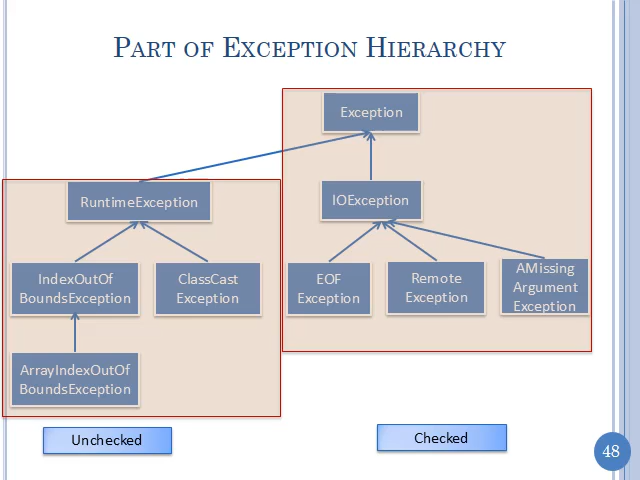 PART OF EXCEPTION HIERARCHY
Exception
RuntimeException
IOException
IndexOutOf
BoundsException
ClassCast
Exception
EOF
Exception
Remote
Exception
AMissing
Argument
Exception
ArrayIndexOutOf
BoundsException
Unchecked
Checked
48